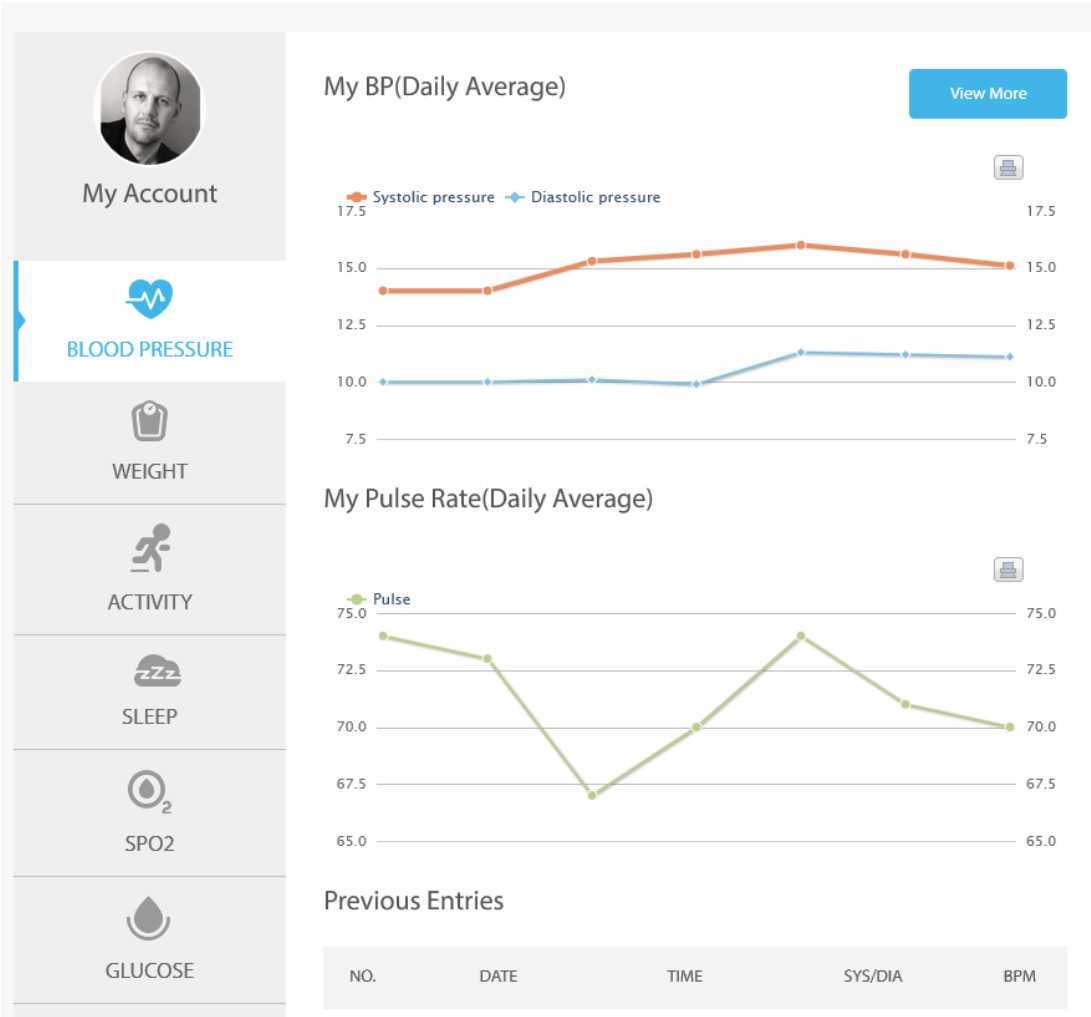 My Account
BLOOD PRESSURE
WEIGHT
ACTIVITY
SLEEP
SPO2
GLUCOSE
My BP(Daily Average)
View More
Systolic pressure Diastolic pressure
17.5 17.5
15.0 15.0
12.5 12.5
10.0 10.0
7.5 7.5
My Pulse Rate(Daily Average)
Pulse
75.0 75.0
72.5 72.5
70.0 70.0
67.5 67.5
65.0 65.0
Previous Entries
NO. DATE TIME SYS/DIA BPM